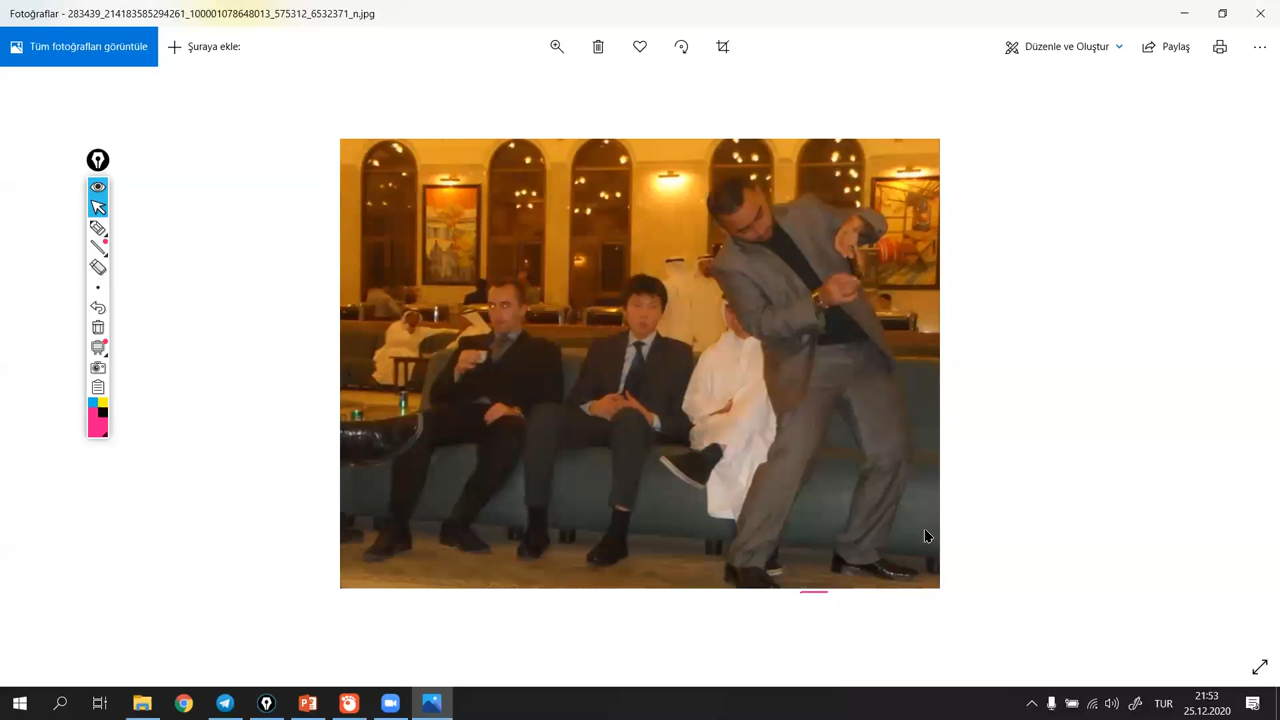 Fotoğraflar - 283439_214183585294261_100001078648013_575312_6532371_n.jpg
Tüm fotoğrafları görüntüle
Şuraya ekle:
Düzenle ve Oluştur
Paylaş
TUR
21:53
25.12.2020